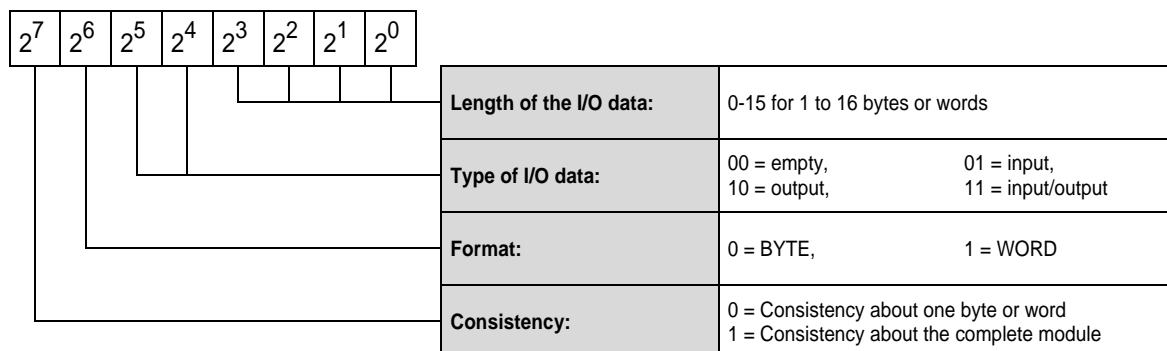 2^7 2^6 2^5 2^4 2^3 2^2 2^1 2^0
Length of the I/O data: 0-15 for 1 to 16 bytes or words
Type of I/O data: 00 = empty, 01 = input,
10 = output, 11 = input/output
Format: 0 = BYTE, 1 = WORD
Consistency: 0 = Consistency about one byte or word
1 = Consistency about the complete module